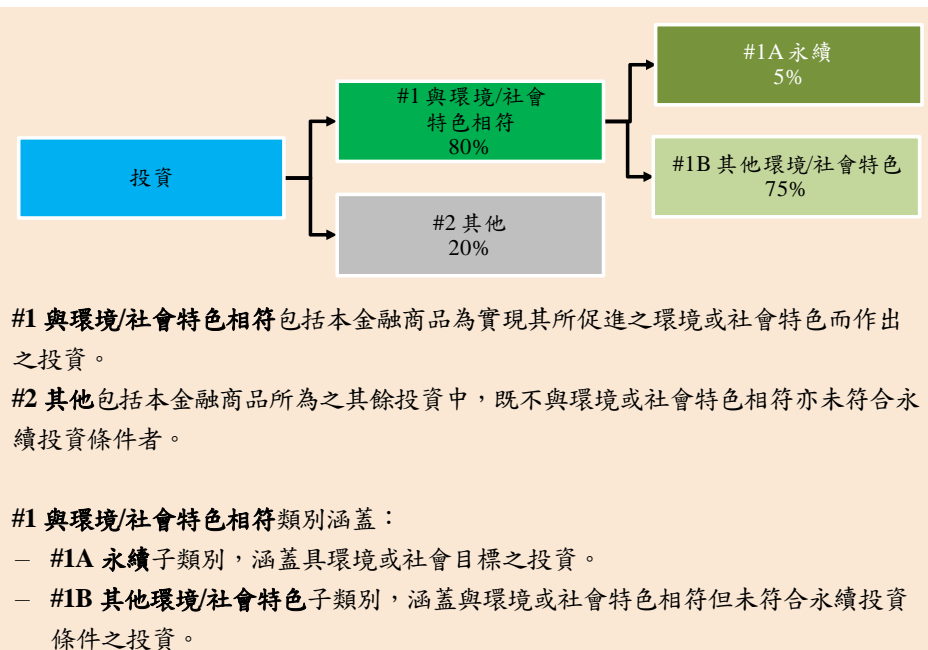 #1A 永續
5%
#1 與環境/社會
特色相符
80%
投資
#1B 其他環境/社會特色
75%
#2 其他
20%
#1 與環境/社會特色相符包括本金融商品為實現其所促進之環境或社會特色而作出
之投資。
#2 其他包括本金融商品所為之其餘投資中，既不與環境或社會特色相符亦未符合永
續投資條件者。
#1 與環境/社會特色相符類別涵蓋：
– #1A 永續子類別，涵蓋具環境或社會目標之投資。
– #1B 其他環境/社會特色子類別，涵蓋與環境或社會特色相符但未符合永續投資
條件之投資。